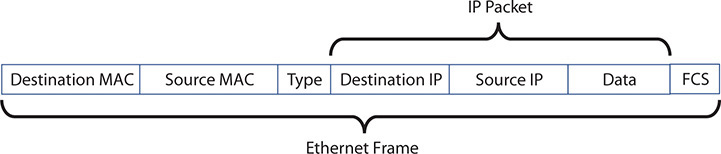 IP Packet
Destination MAC Source MAC Type Destination IP Source IP Data FCS
Ethernet Frame